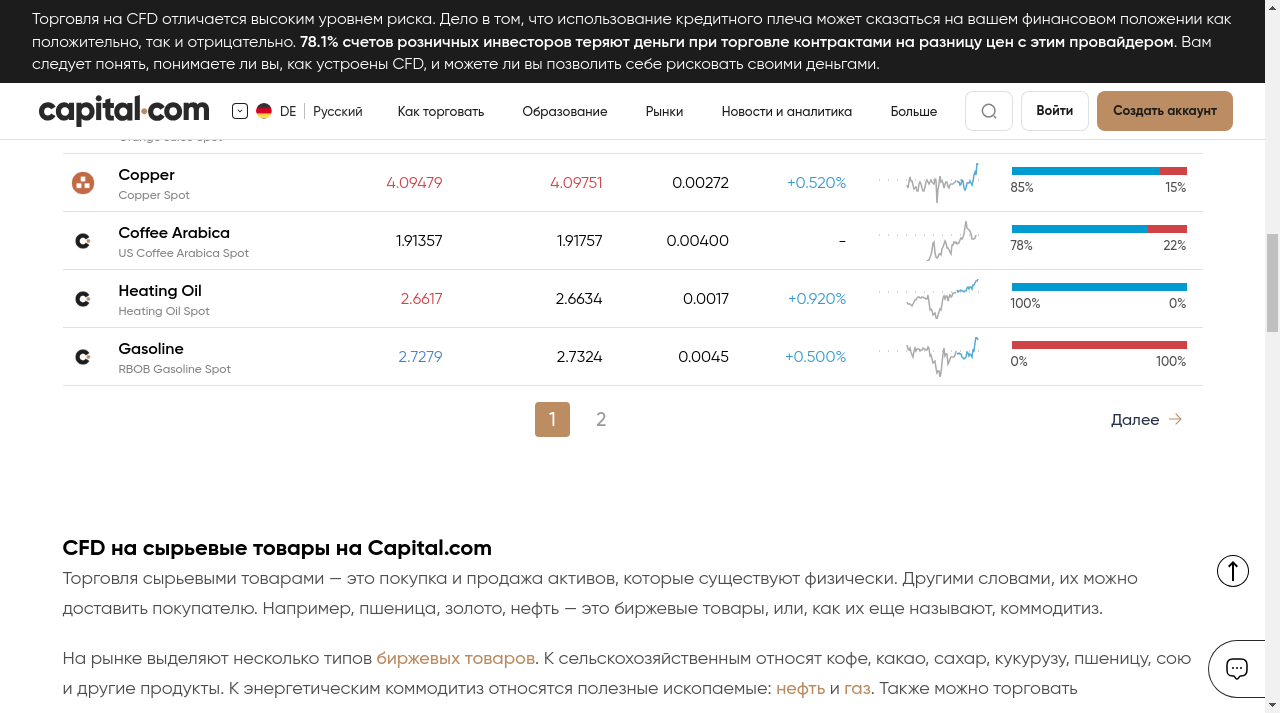 Торговля на CFD отличается высоким уровнем риска. Дело в том, что использование кредитного плеча может сказаться на вашем финансовом положении как
положительно, так и отрицательно. 78.1% счетов розничных инвесторов теряют деньги при торговле контрактами на разницу цен с этим провайдером. Вам
следует понять, понимаете ли вы, как устроены CFD, и можете ли вы позволить себе рисковать своими деньгами.
capital.com DE Русский Как торговать Образование Рынки Новости и аналитика Больше Войти Создать аккаунт
Copper 4.09479 4.09751 0.00272 +0.520%
Copper Spot 85% 15%
Coffee Arabica 1.91357 1.91757 0.00400 -
US Coffee Arabica Spot 78% 22%
Heating Oil 2.6617 2.6634 0.0017 +0.920%
Heating Oil Spot 100% 0%
Gasoline 2.7279 2.7324 0.0045 +0.500%
RBOB Gasoline Spot 0% 100%
1 2 Далее
CFD на сырьевые товары на Capital.com
Торговля сырьевыми товарами — это покупка и продажа активов, которые существуют физически. Другими словами, их можно
доставить покупателю. Например, пшеница, золото, нефть — это биржевые товары, или, как их еще называют, коммодитиз.
На рынке выделяют несколько типов биржевых товаров. К сельскохозяйственным относят кофе, какао, сахар, кукурузу, пшеницу, сою
и другие продукты. К энергетическим коммодитиз относятся полезные ископаемые: нефть и газ. Также можно торговать